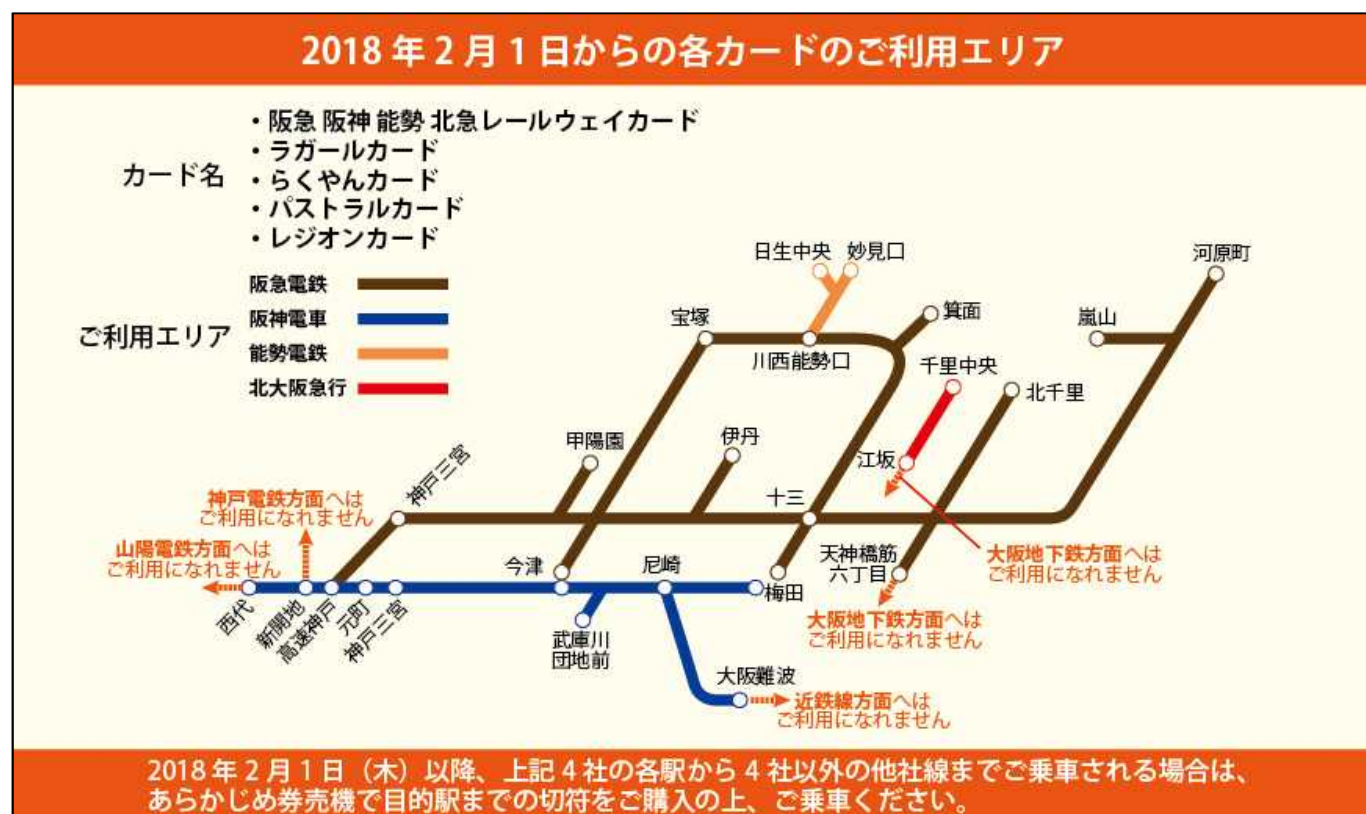 2018年2月1日からの各カードのご利用エリア
カード名
・阪急 阪神 能勢 北急レールウェイカード
・ラガールカード
・らくやんカード
・パストラルカード
・レジオンカード
ご利用エリア
阪急電鉄
阪神電車
能勢電鉄
北大阪急行
日生中央
妙見口
河原町
宝塚
川西能勢口
箕面
嵐山
千里中央
北千里
甲陽園
伊丹
江坂
神戸三宮
十三
神戸電鉄方面へは
ご利用になれません
山陽電鉄方面へは
ご利用になれません
今津
尼崎
梅田
天神橋筋
六丁目
大阪地下鉄方面へは
ご利用になれません
大阪地下鉄方面へは
ご利用になれません
西代
新開地
高速神戸
元町
神戸三宮
武庫川
団地前
大阪難波
近鉄線方面へは
ご利用になれません
2018年2月1日（木）以降、上記4社の各駅から4社以外の他社線までご乗車される場合は、
あらかじめ券売機で目的駅までの切符をご購入の上、ご乗車ください。